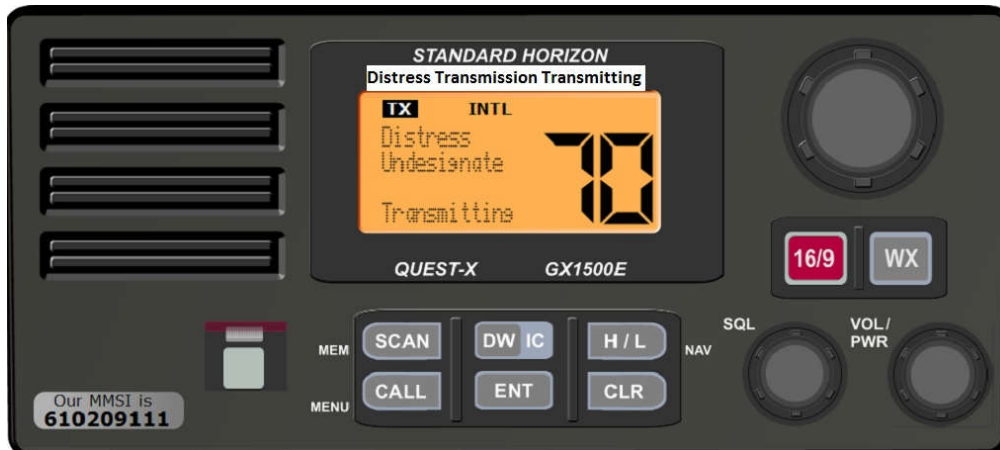 STANDARD HORIZON
Distress Transmission Transmitting
TX INTL
Distress
Undesignate
70
Transmitting
QUEST-X GX1500E
16/9 WX
SQL
VOL/
PWR
MEM SCAN DW IC H / L NAV
MENU CALL ENT CLR
Our MMSI is
610209111